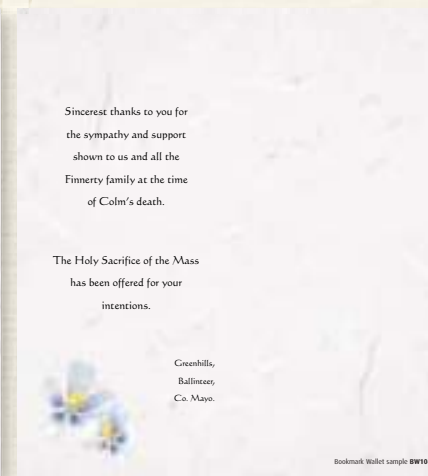 Sincerest thanks to you for
the sympathy and support
shown to us and all the
Finnerty family at the time
of Colm's death.
The Holy Sacrifice of the Mass
has been offered for your
intentions.
Greenhills,
Ballinteer,
Co. Mayo.
Bookmark Wallet sample BW10